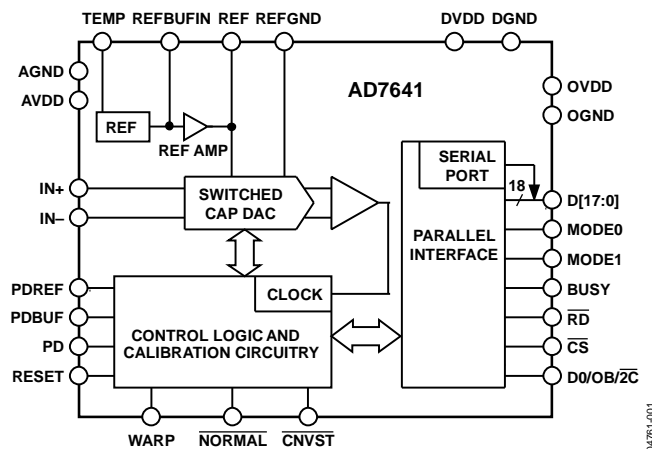 TEMP REFBUFIN REF REFGND DVDD DGND
AGND
AVDD
AD7641
OVDD
OGND
REF
REF AMP
SERIAL
PORT
IN+
IN–
SWITCHED
CAP DAC
18
D[17:0]
MODE0
PARALLEL
INTERFACE
MODE1
PDREF
CLOCK
BUSY
PDBUF
RD
CONTROL LOGIC AND
CALIBRATION CIRCUITRY
PD
CS
RESET
D0/OB/2C
WARP NORMAL CNVST
04761-001